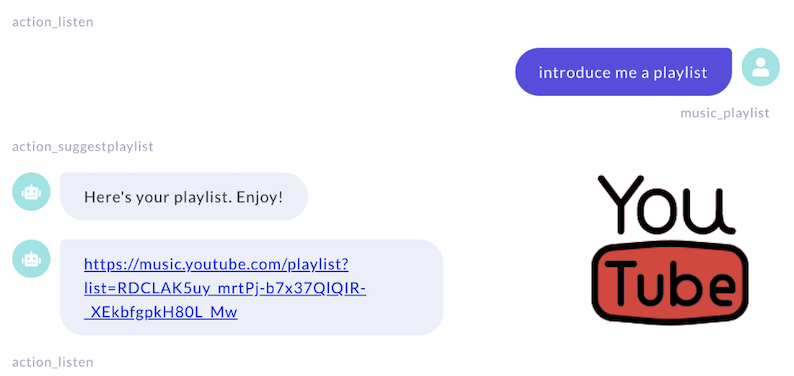 action_listen
introduce me a playlist
music_playlist
action_suggestplaylist
Here's your playlist. Enjoy!
https://music.youtube.com/playlist?
list=RDCLAK5uy_mrtPj-b7x37QlQIR-
_XEkbfgpkH80L_Mw
You
Tube
action_listen